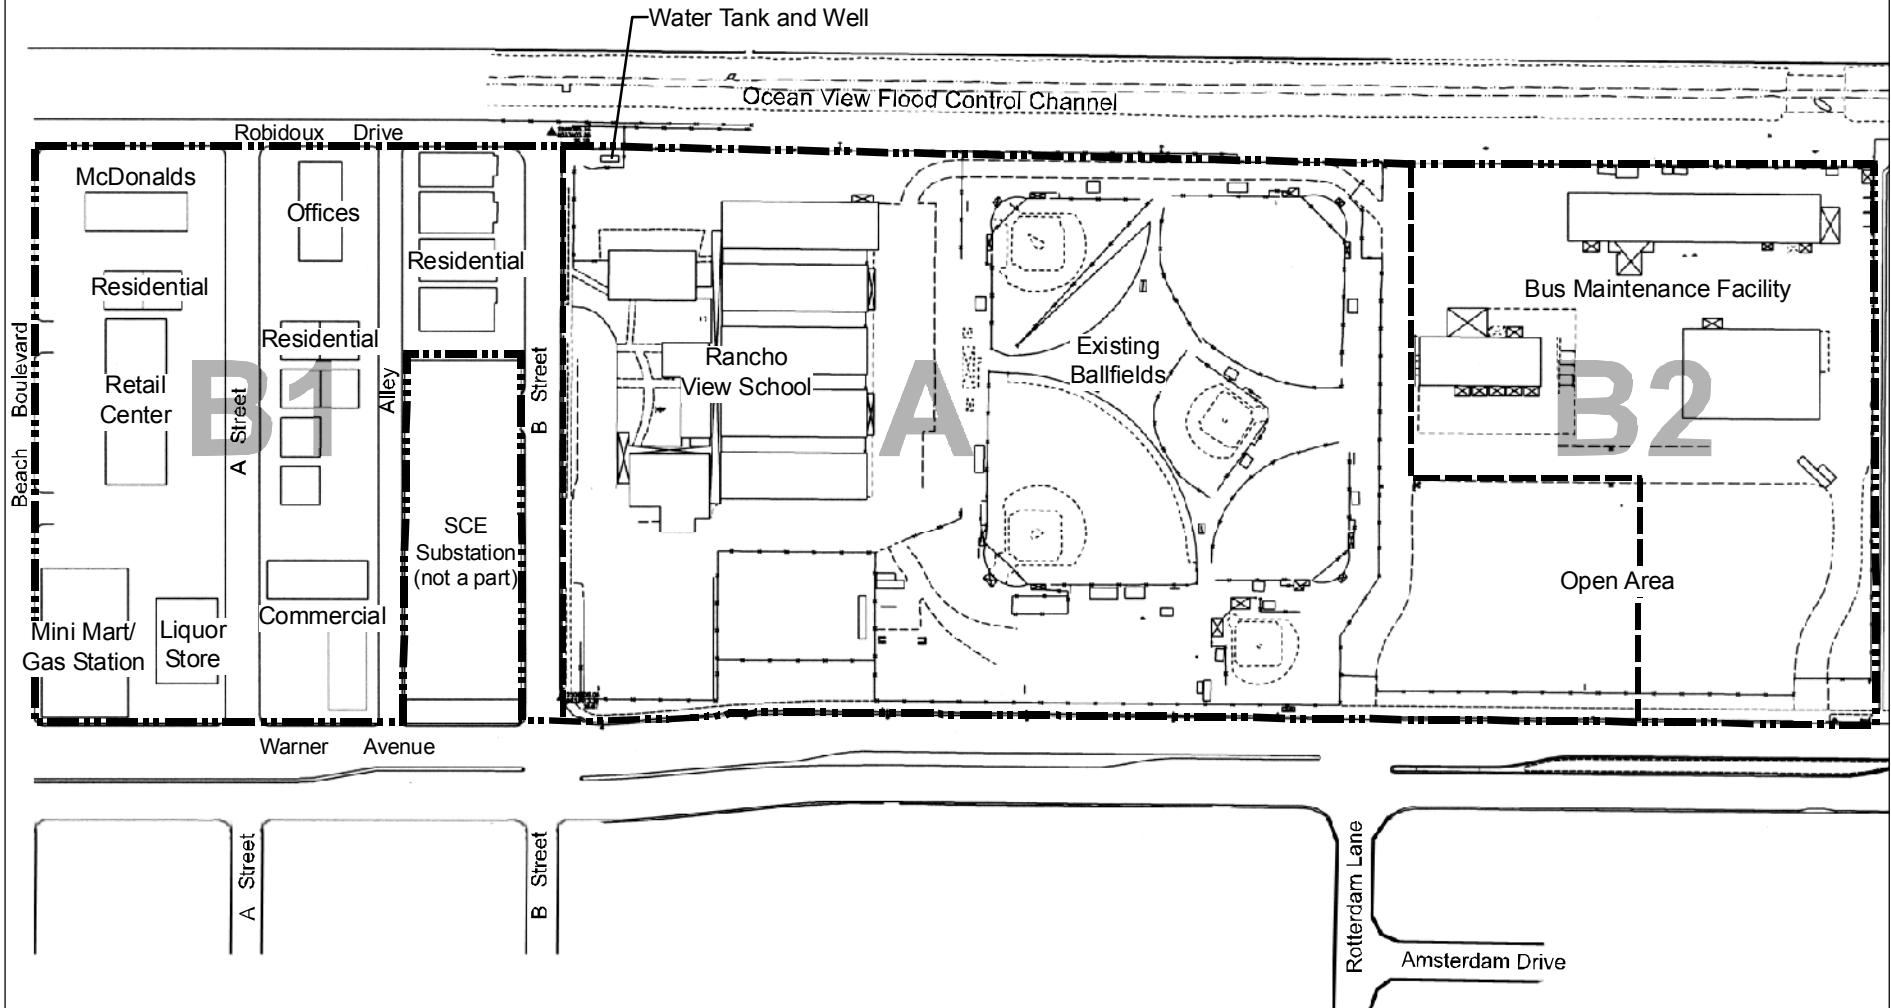 Water Tank and Well
Ocean View Flood Control Channel
Robidoux Drive
McDonalds
Offices
Residential
Residential
Residential
Retail
Center
B1
A Street
Alley
B Street
Beach Boulevard
SCE
Substation
(not a part)
Commercial
Mini Mart/
Gas Station
Liquor
Store
Rancho
View School
A
Existing
Ballfields
Bus Maintenance Facility
B2
Open Area
Warner Avenue
A Street
B Street
Rotterdam Lane
Amsterdam Drive